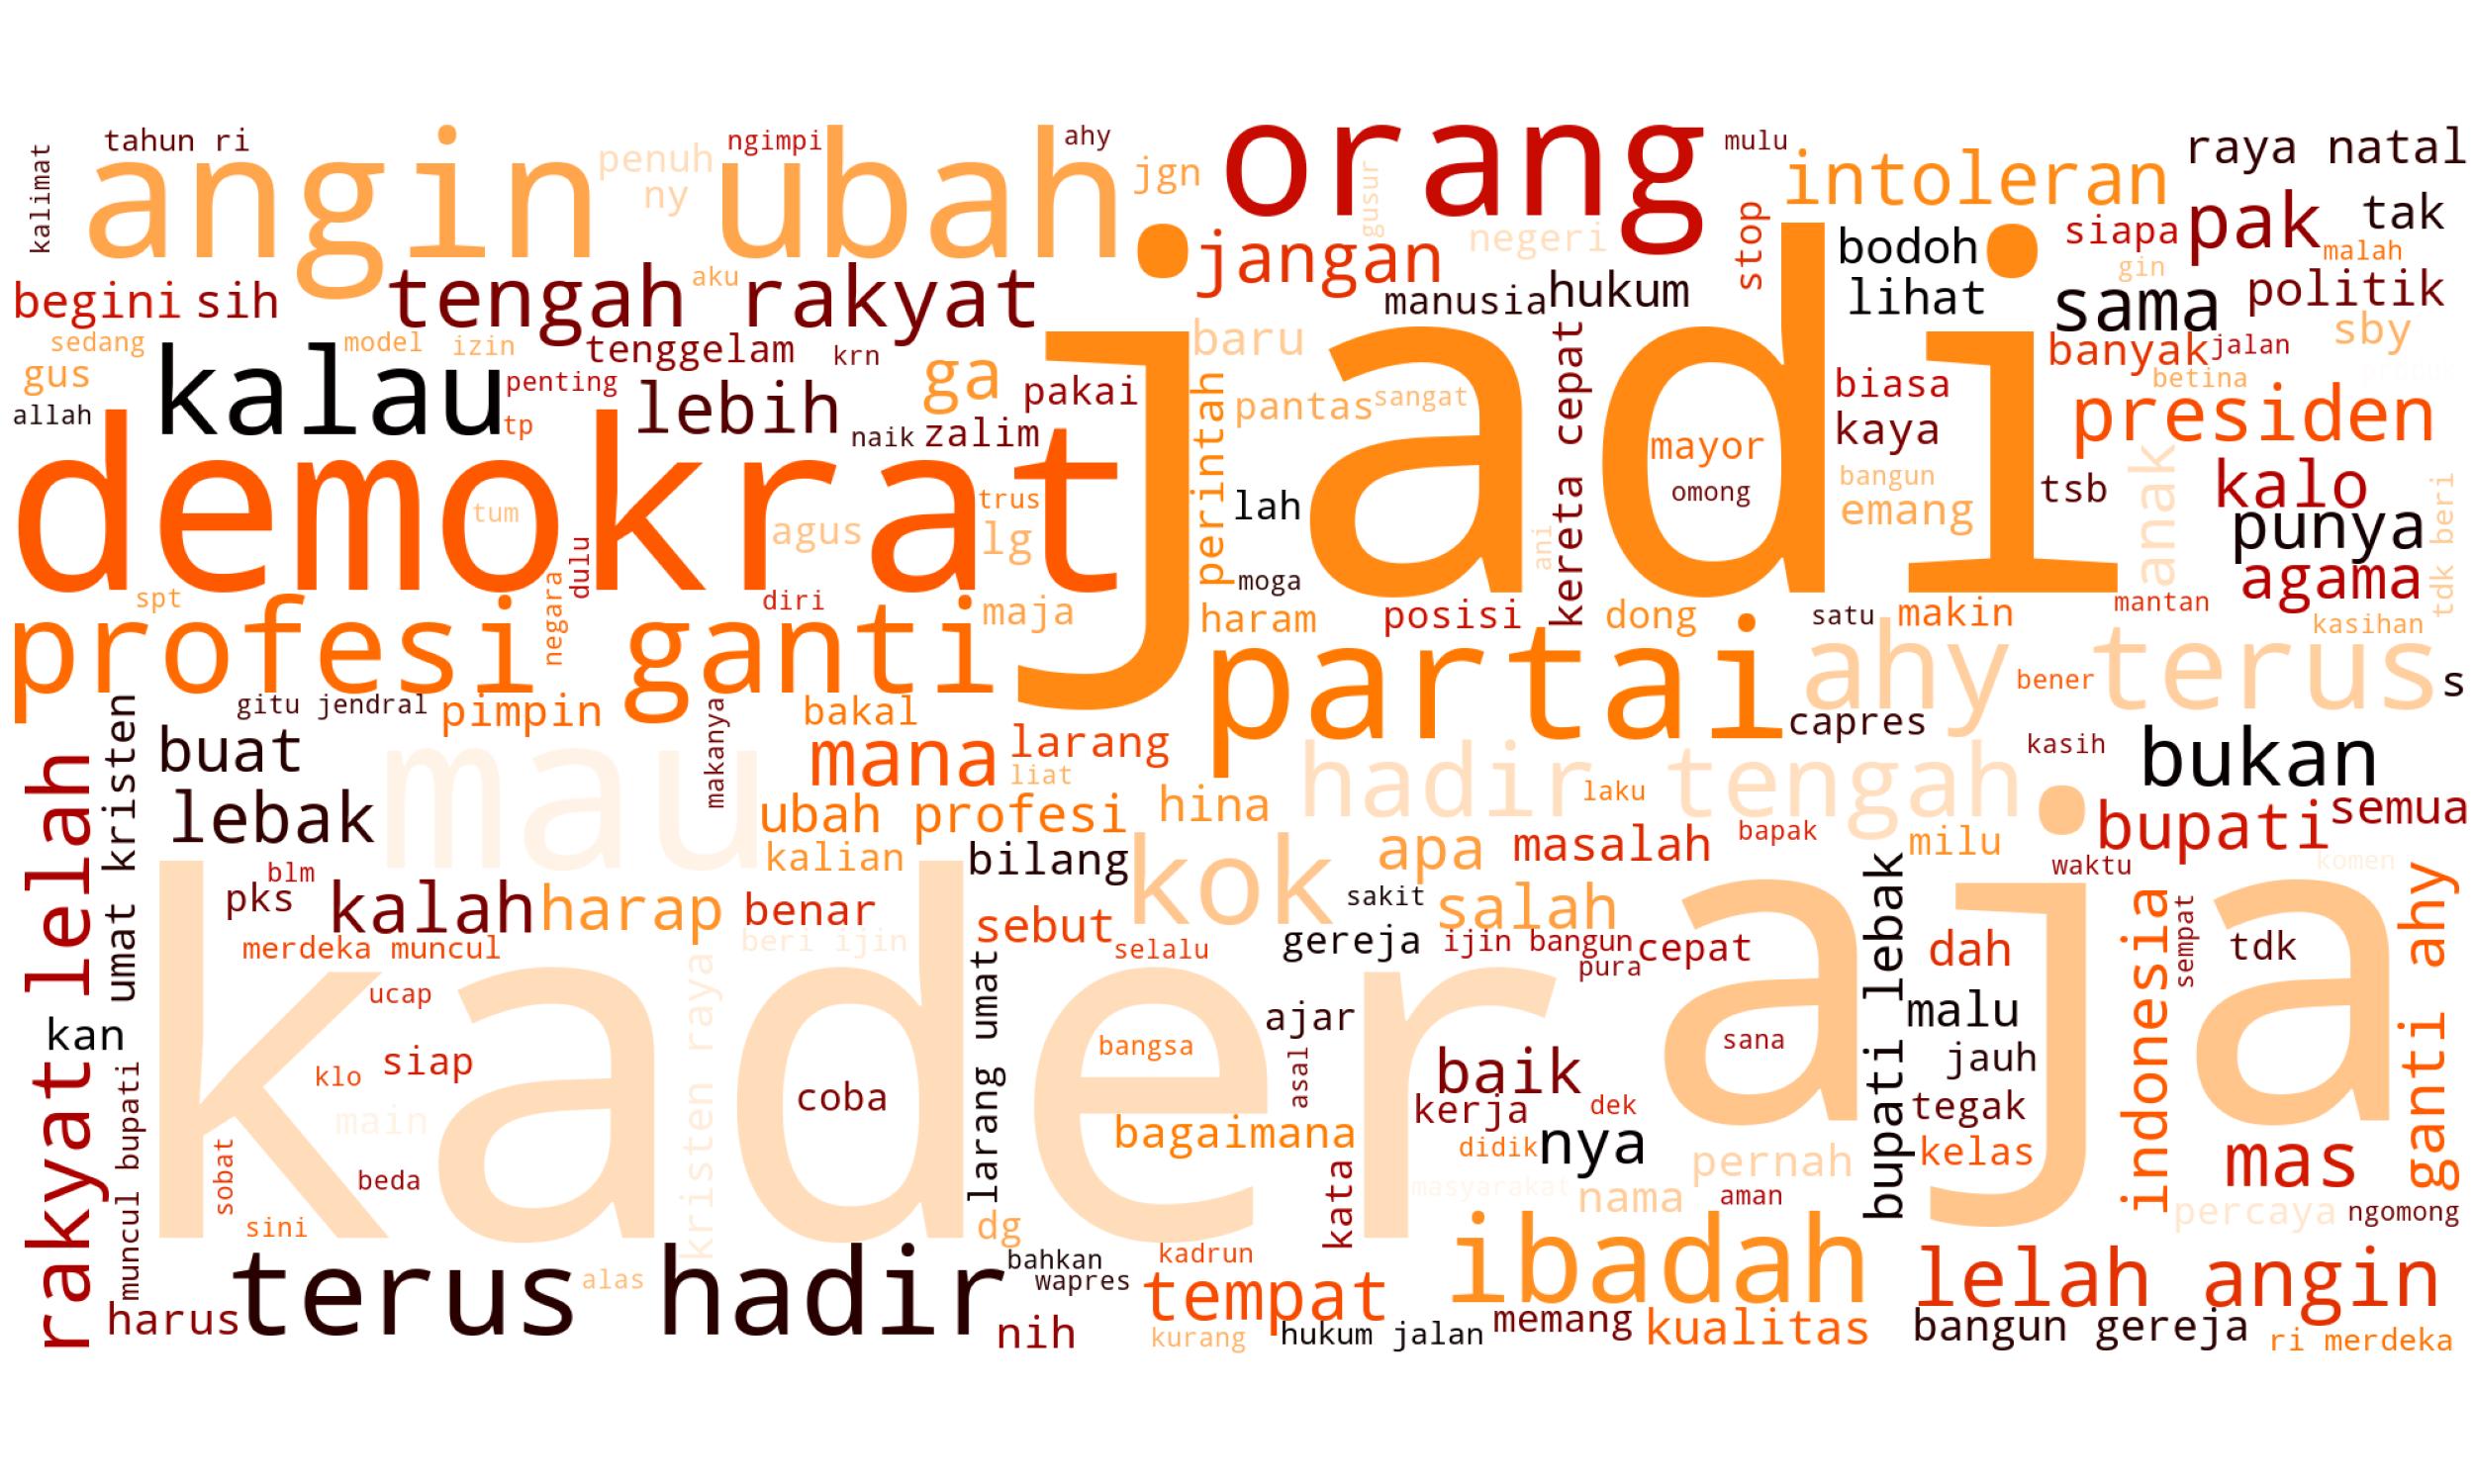 tahun ri
ngimpi
ahy
orang
mulu
raya natal
kalimat
angin ubah
penuh
ny
jgn
gusur
intoleran
stop
siapa
pak
tak
malah
jangan
negeri
bodoh
gin
begini sih
tengah rakyat
aku
manusia
hukum
lihat
sama
politik
sedang
model
izin
tenggelam
krn
baru
kereta cepat
banyak
jalan
sby
gus
kalau
penting
lebih
ga
pakai
perintah
pantas
sangat
jadi
biasa
betina
presiden
allah
tp
naik
zalim
kaya
mayor
demokrat
tum
trus
omong
bangun
tsb
anak
kalo
agus
lg
lah
emang
punya
tdk beri
dulu
ani
moga
agama
spt
negara
diri
maja
haram
posisi
dong
satu
makin
mantan
kasihan
profesi ganti
partai
ahy
bener
terus
s
gitu
jendral
pimpin
makanya
bakal
capres
umat kristen
buat
mau
mana
larang
liat
hadir tengah
kasih
bukan
rakyat lelah
lebak
ubah profesi
hina
laku
bupati
semua
kalian
bilang
kok
apa
masalah
bapak
milu
waktu
komen
blm
pks
kalah
harap
benar
sebut
sakit
salah
bupati lebak
indonesia
sempat
ganti ahy
merdeka muncul
beri ijin
selalu
gereja
ijin bangun
pura
cepat
dah
tdk
kader
aja
ucap
kristen raya
larang umat
kan
muncul bupati
klo
siap
coba
bangsa
ajar
asal
sana
malu
jauh
main
baik
kerja
dek
tegak
sobat
beda
bagaimana
kata
didik
nya
pernah
kelas
mas
masyarakat
nama
aman
percaya
ngomong
sini
dg
terus hadir
alas
bahkan
wapres
kadrun
tempat
ibadah
lelah angin
harus
nih
kurang
hukum jalan
memang
kualitas
bangun gereja
ri merdeka